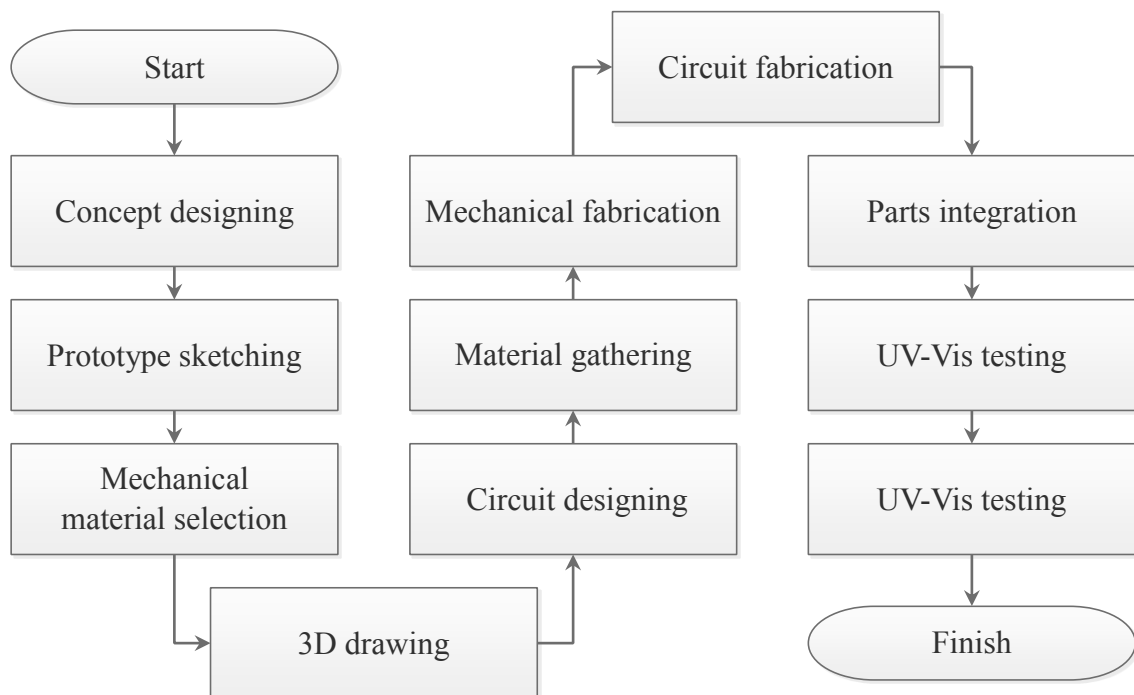 Start
Concept designing
Prototype sketching
Mechanical
material selection
3D drawing
Circuit designing
Material gathering
Mechanical fabrication
Circuit fabrication
Parts integration
UV-Vis testing
UV-Vis testing
Finish